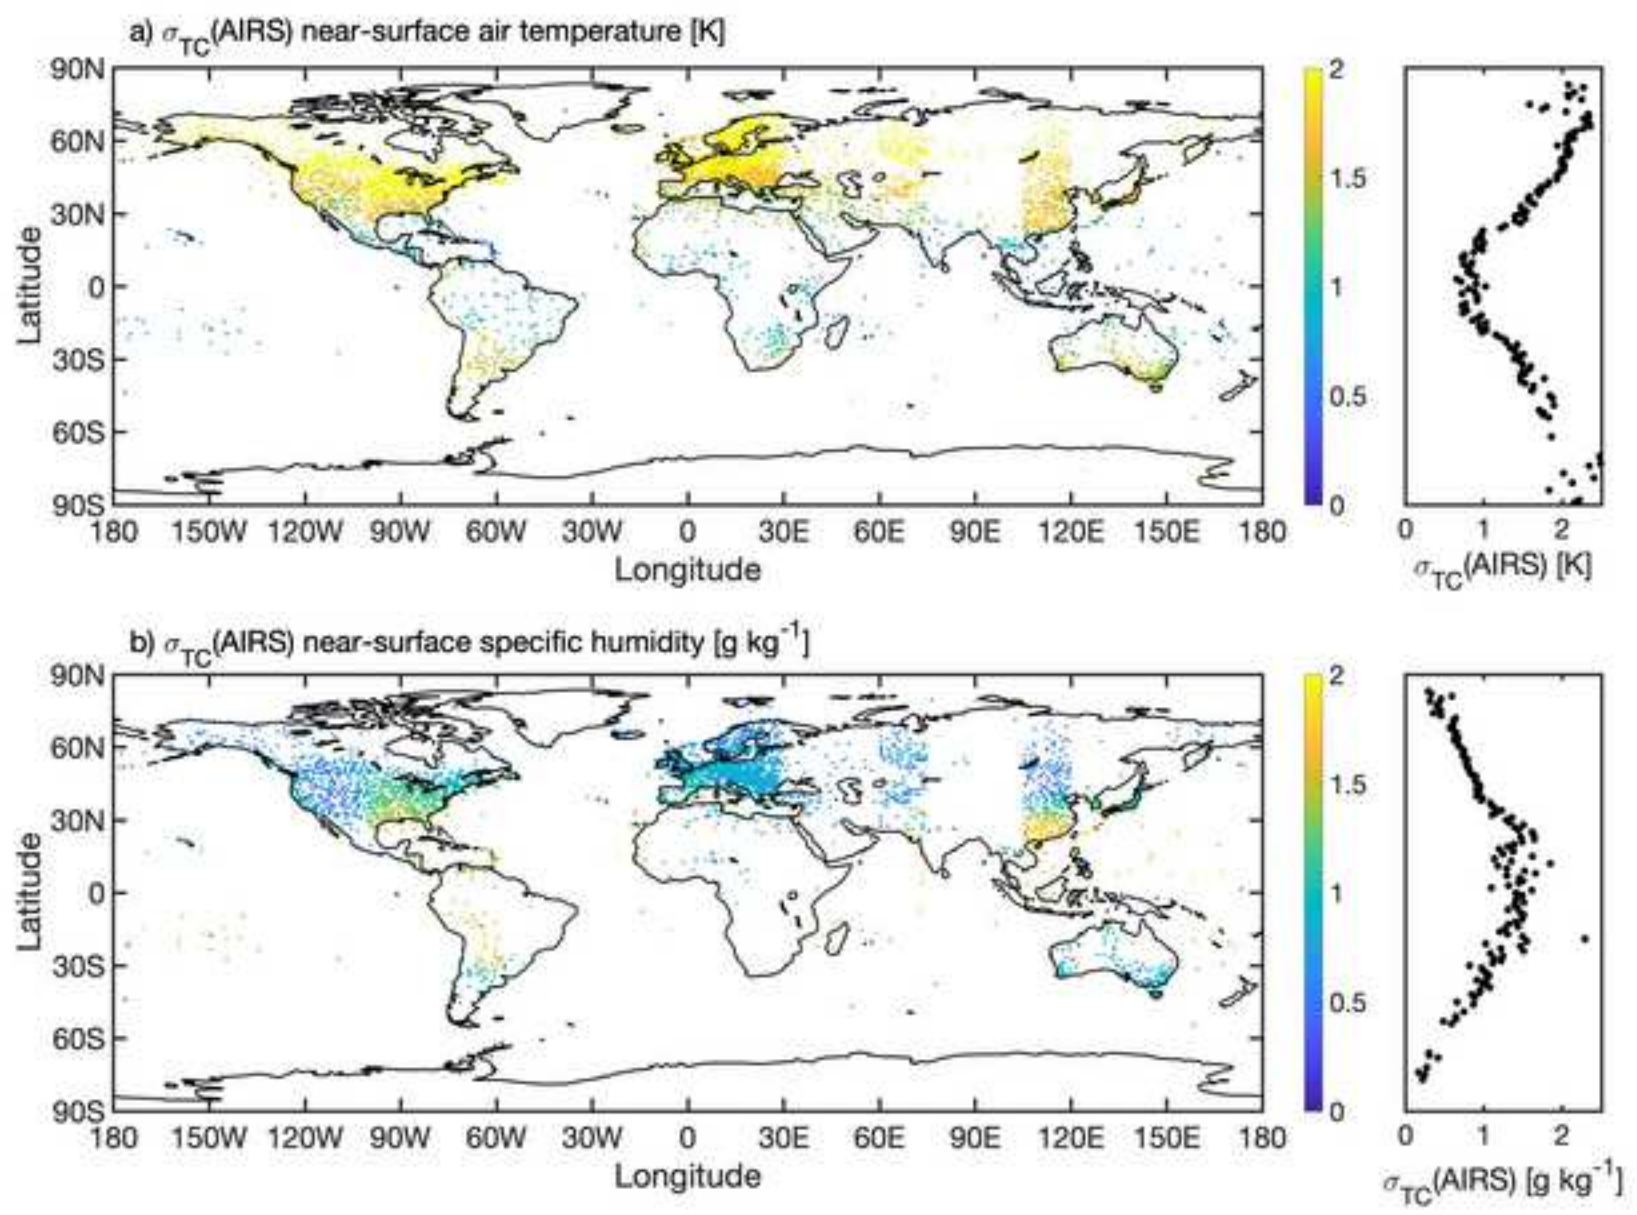 a) σTC(AIRS) near-surface air temperature [K]
90N
60N
30N
0
30S
60S
90S
Latitude
180 150W 120W 90W 60W 30W 0 30E 60E 90E 120E 150E 180
Longitude
2
1.5
1
0.5
0
0 1 2
σTC(AIRS) [K]
b) σTC(AIRS) near-surface specific humidity [g kg-1]
90N
60N
30N
0
30S
60S
90S
Latitude
180 150W 120W 90W 60W 30W 0 30E 60E 90E 120E 150E 180
Longitude
2
1.5
1
0.5
0
0 1 2
σTC(AIRS) [g kg-1]